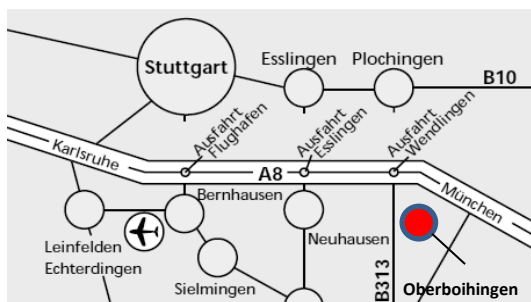 Stuttgart
Esslingen
Plochingen
B10
Ausfahrt
Flughafen
Ausfahrt
Esslingen
Ausfahrt
Wendlingen
Karlsruhe
A8
München
Bernhausen
Leinfelden
Echterdingen
Neuhausen
Sielmingen
B313
Oberboihingen